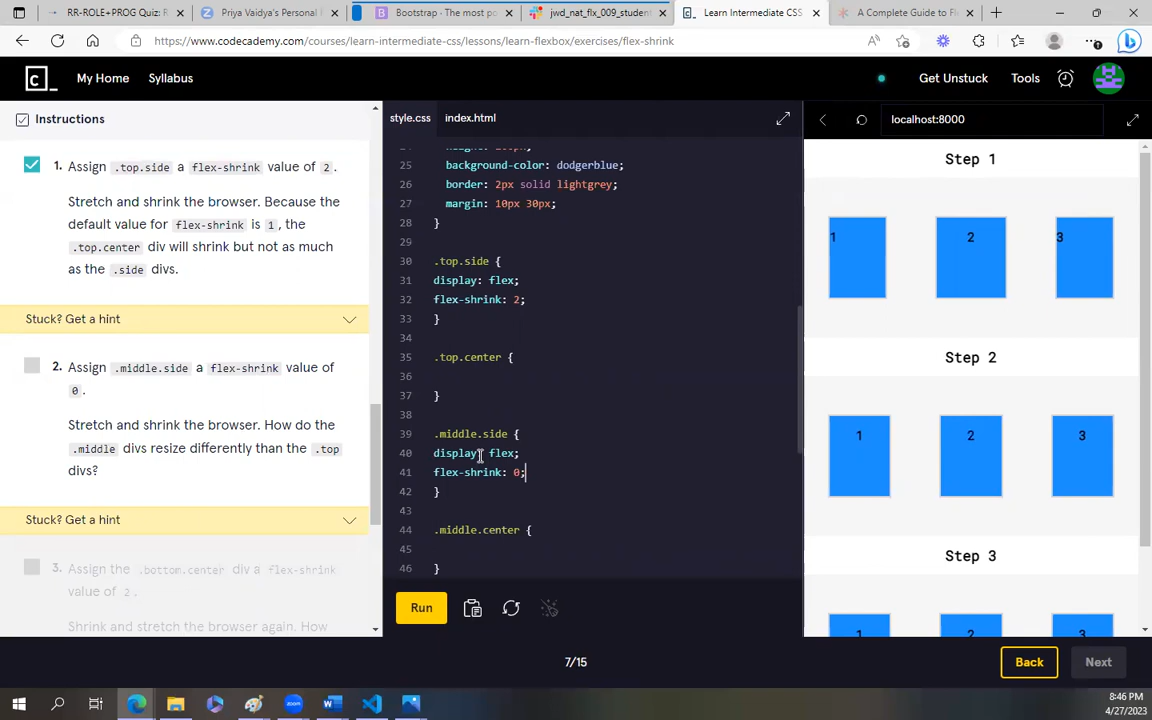 RR-ROLE+PROG Quiz: R
Priya Vaidya's Personal
Bootstrap · The most po
jwd_nat_flx_009_student
Learn Intermediate CSS
A Complete Guide to Fle
https://www.codecademy.com/courses/learn-intermediate-css/lessons/learn-flexbox/exercises/flex-shrink
c_
My Home
Syllabus
Get Unstuck
Tools
Instructions
1. Assign .top.side a flex-shrink value of 2.
Stretch and shrink the browser. Because the
default value for flex-shrink is 1, the
.top.center div will shrink but not as much
as the .side divs.
Stuck? Get a hint
2. Assign .middle.side a flex-shrink value of
0.
Stretch and shrink the browser. How do the
.middle divs resize differently than the .top
divs?
Stuck? Get a hint
3. Assign the .bottom.center div a flex-shrink
value of 2.
Shrink and stretch the browser again. How
style.css
index.html
25 background-color: dodgerblue;
26 border: 2px solid lightgrey;
27 margin: 10px 30px;
28 }
29
30 .top.side {
31 display: flex;
32 flex-shrink: 2;
33 }
34
35 .top.center {
36
37 }
38
39 .middle.side {
40 display: flex;
41 flex-shrink: 0;
42 }
43
44 .middle.center {
45
46 }
Run
localhost:8000
Step 1
1 2 3
Step 2
1 2 3
Step 3
1 2 3
7/15
Back
Next
8:46 PM
4/27/2023